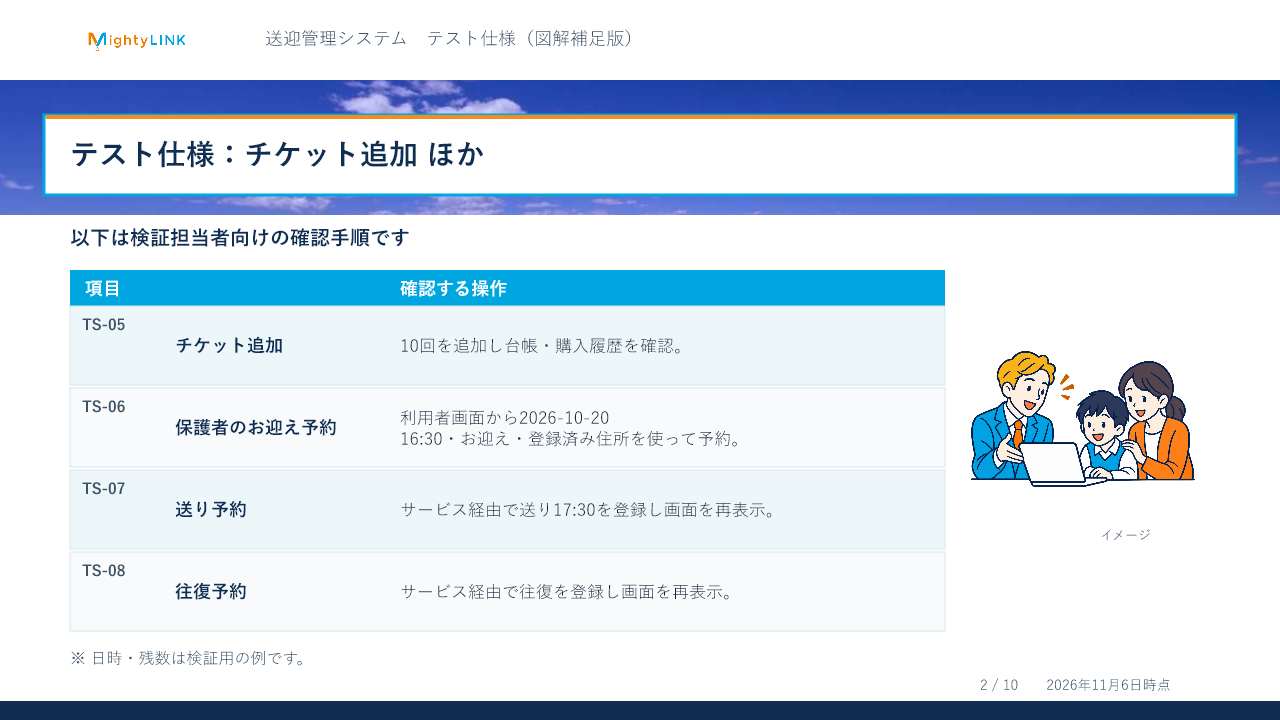 MightyLINK
送迎管理システム　テスト仕様（図解補足版）
テスト仕様：チケット追加 ほか
以下は検証担当者向けの確認手順です
項目 確認する操作
TS-05
チケット追加 10回を追加し台帳・購入履歴を確認。
TS-06
保護者のお迎え予約 利用者画面から2026-10-20
16:30・お迎え・登録済み住所を使って予約。
TS-07
送り予約 サービス経由で送り17:30を登録し画面を再表示。
TS-08
往復予約 サービス経由で往復を登録し画面を再表示。
イメージ
※ 日時・残数は検証用の例です。
2 / 10 2026年11月6日時点